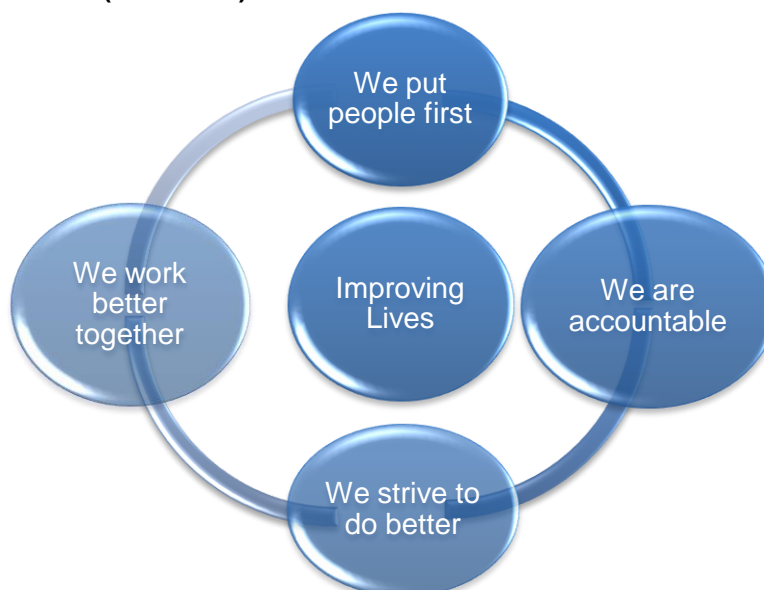 We put
people first
We work
better
together
Improving
Lives
We are
accountable
We strive to
do better